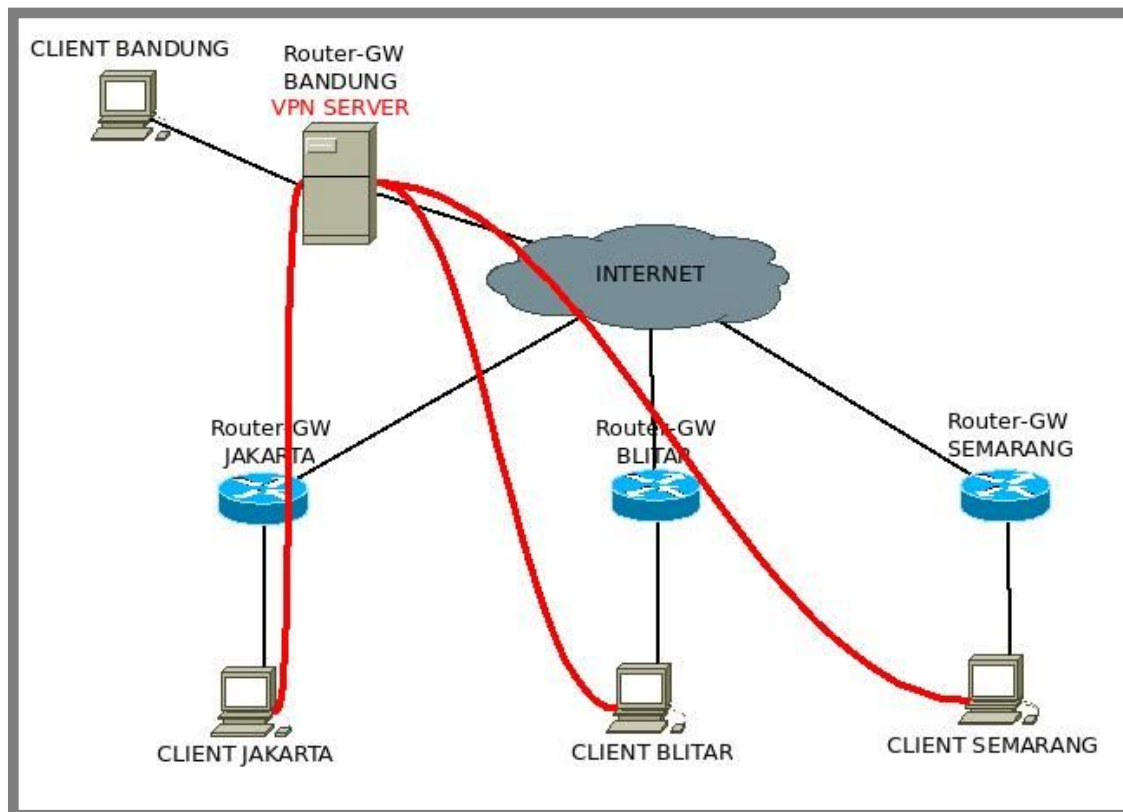 CLIENT BANDUNG
Router-GW
BANDUNG
VPN SERVER
INTERNET
Router-GW
JAKARTA
Router-GW
BLITAR
Router-GW
SEMARANG
CLIENT JAKARTA
CLIENT BLITAR
CLIENT SEMARANG